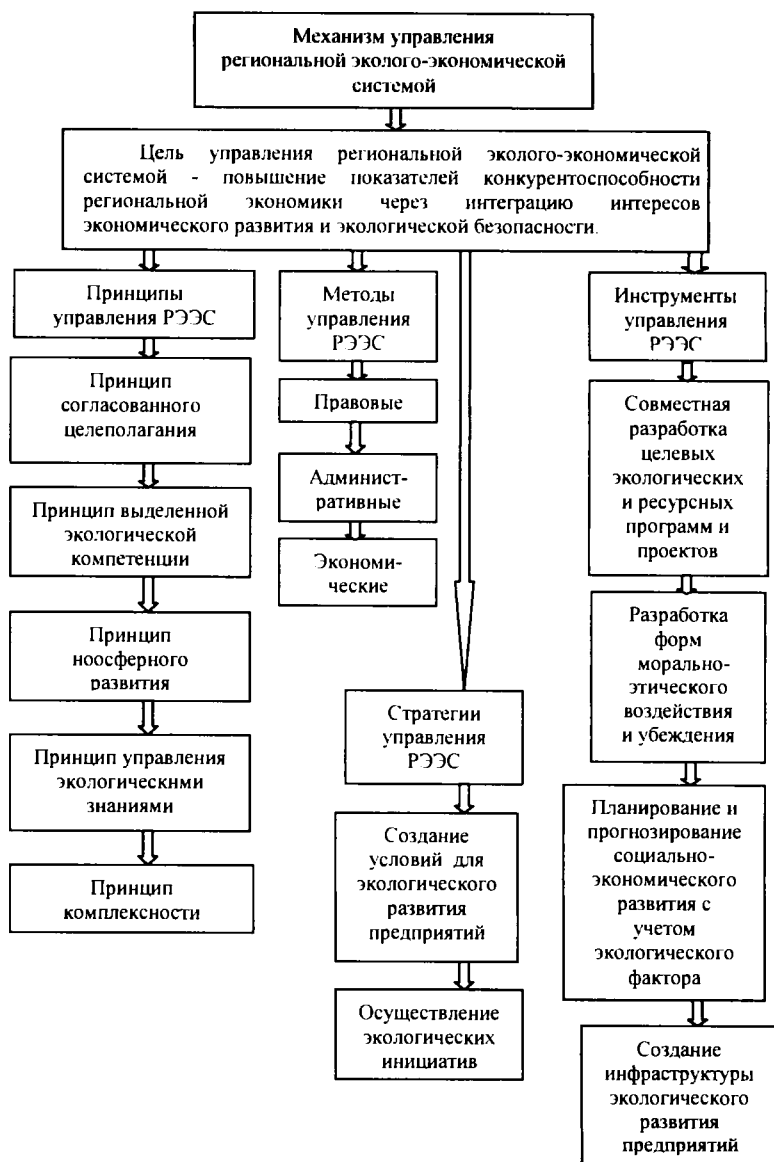 Механизм управления
региональной эколого-экономической
системой
Цель управления региональной эколого-экономической
системой - повышение показателей конкурентоспособности
региональной экономики через интеграцию интересов
экономического развития и экологической безопасности.
Принципы
управления РЭЭС
Принцип
согласованного
целеполагания
Принцип выделенной
экологической
компетенции
Принцип
ноосферного
развития
Принцип управления
экологическими
знаниями
Принцип
комплексности
Методы
управления
РЭЭС
Правовые
Админист-
ративные
Экономи-
ческие
Стратегии
управления
РЭЭС
Создание
условий для
экологического
развития
предприятий
Осуществление
экологических
инициатив
Инструменты
управления
РЭЭС
Совместная
разработка
целевых
экологических
и ресурсных
программ и
проектов
Разработка
форм
морально-
этического
воздействия
и убеждения
Планирование и
прогнозирование
социально-
экономического
развития с
учетом
экологического
фактора
Создание
инфраструктуры
экологического
развития
предприятий